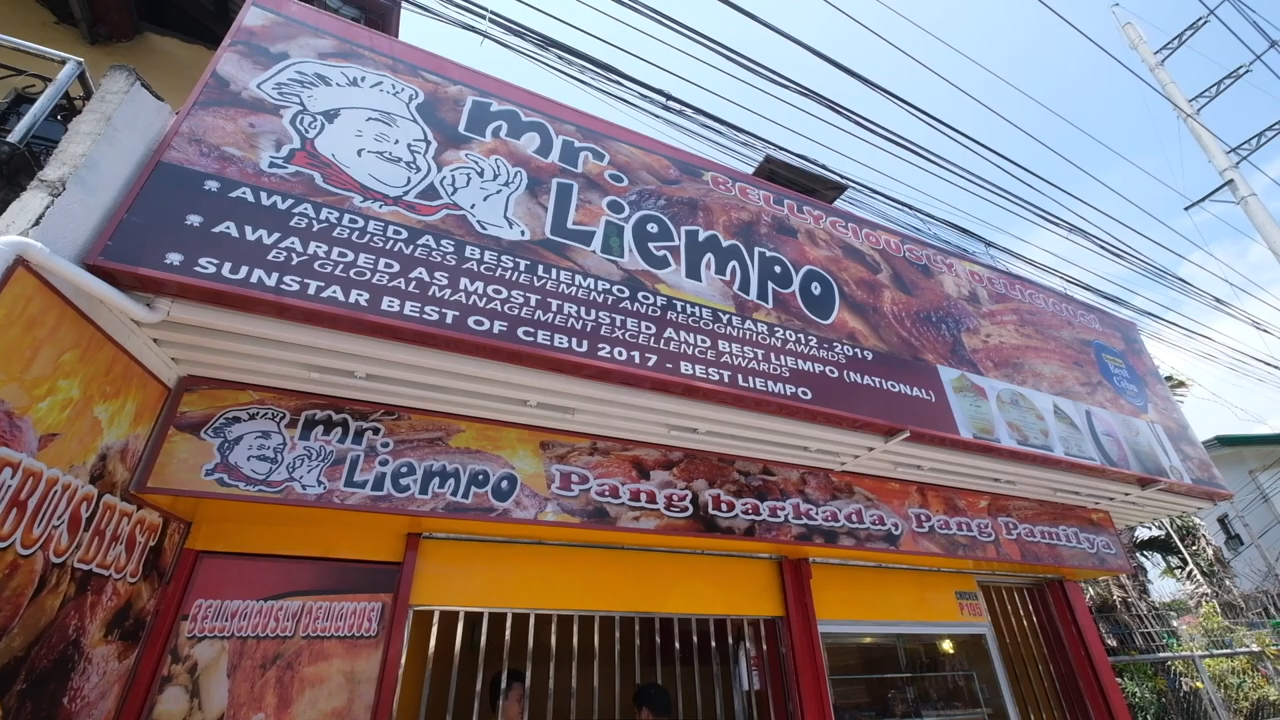 mr.
Liempo
BELLYCIOUSLY DELICIOUS!
AWARDED AS BEST LIEMPO OF THE YEAR 2012 - 2019
BY BUSINESS ACHIEVEMENT AND RECOGNITION AWARDS
AWARDED AS MOST TRUSTED AND BEST LIEMPO (NATIONAL)
BY GLOBAL MANAGEMENT EXCELLENCE AWARDS
SUNSTAR BEST OF CEBU 2017 - BEST LIEMPO
Best
Cebu
mr.
Liempo
Pang barkada, Pang Pamilya
BU'S BEST
BELLYCIOUSLY DELICIOUS!
CHICKEN
P195